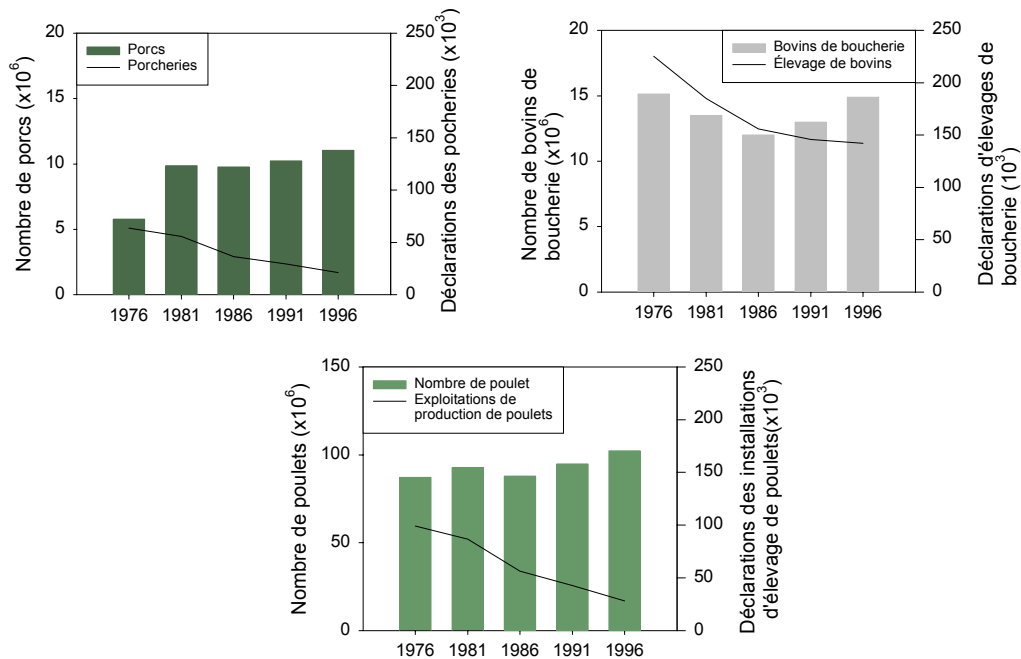 Nombre de porcs (x10⁶)
20
15
10
5
0
Porcs
Porcheries
250
200
150
100
50
0
Déclarations des pocheries (x10³)
1976 1981 1986 1991 1996
Nombre de bovins de
boucherie (x10⁶)
20
15
10
5
0
Bovins de boucherie
Élevage de bovins
250
200
150
100
50
0
Déclarations d'élevages de
boucherie (10³)
1976 1981 1986 1991 1996
Nombre de poulets (x10⁶)
150
100
50
0
Nombre de poulet
Exploitations de
production de poulets
250
200
150
100
50
0
Déclarations des installations
d'élevage de poulets(x10³)
1976 1981 1986 1991 1996